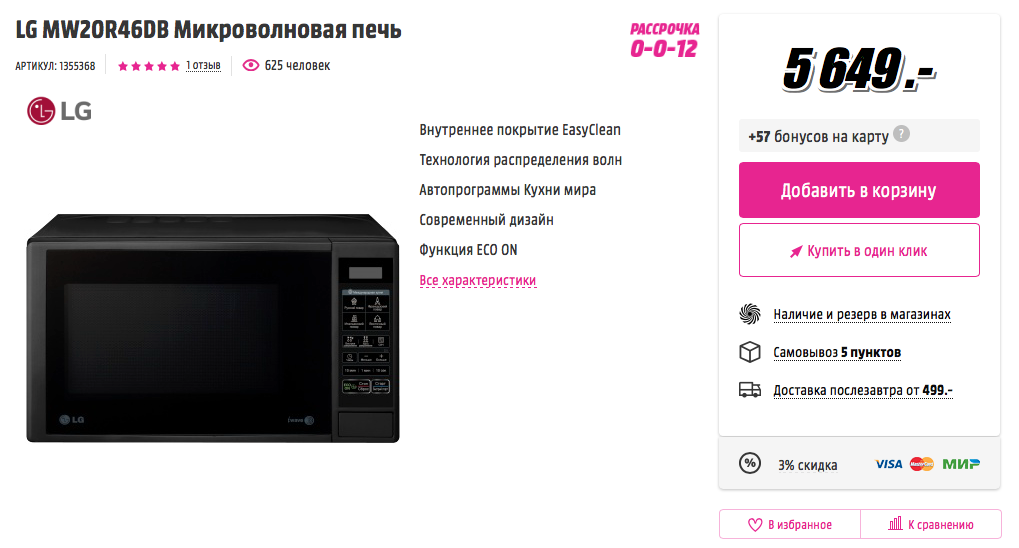 LG MW20R46DB Микроволновая печь
АРТИКУЛ: 1355368
1 отзыв
625 человек
РАССРОЧКА
0-0-12
LG
Внутреннее покрытие EasyClean
Технология распределения волн
Автопрограммы Кухни мира
Современный дизайн
Функция ECO ON
Все характеристики
LG
5 649.-
+57 бонусов на карту ?
Добавить в корзину
Купить в один клик
Наличие и резерв в магазинах
Самовывоз 5 пунктов
Доставка послезавтра от 499.-
% 3% скидка
VISA MasterCard МИР
В избранное
К сравнению